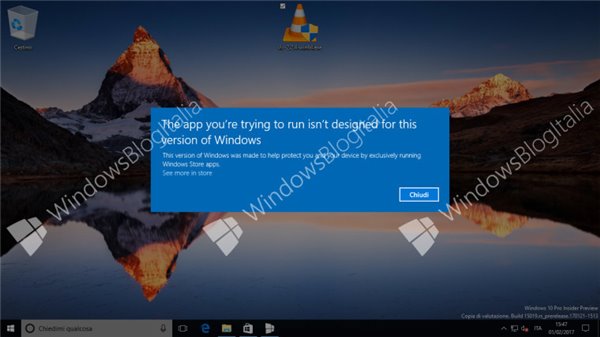 Cestino
The app you're trying to run isn't designed for this
version of Windows
This version of Windows was made to help protect you and your device by exclusively running
Windows Store apps.
See more in store
Chiudi
WindowsBlogItalia
WindowsBlogItalia
WindowsBlogItalia
Windows 10 Pro Insider Preview
Copia di valutazione. Build 15019.rs_prerelease.170121-1513
Chiedimi qualcosa
ITA
15:47
01/02/2017